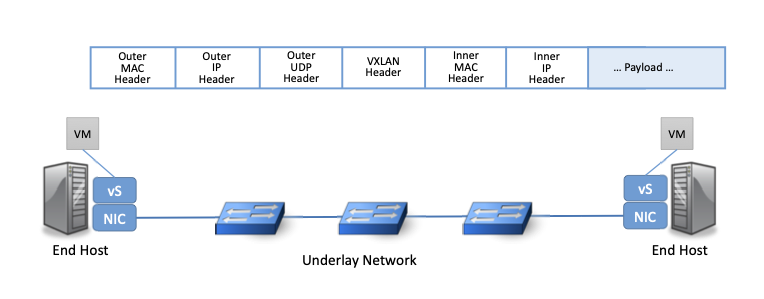 Outer
MAC
Header
Outer
IP
Header
Outer
UDP
Header
VXLAN
Header
Inner
MAC
Header
Inner
IP
Header
... Payload ...
VM
VM
vS
NIC
vS
NIC
End Host
Underlay Network
End Host